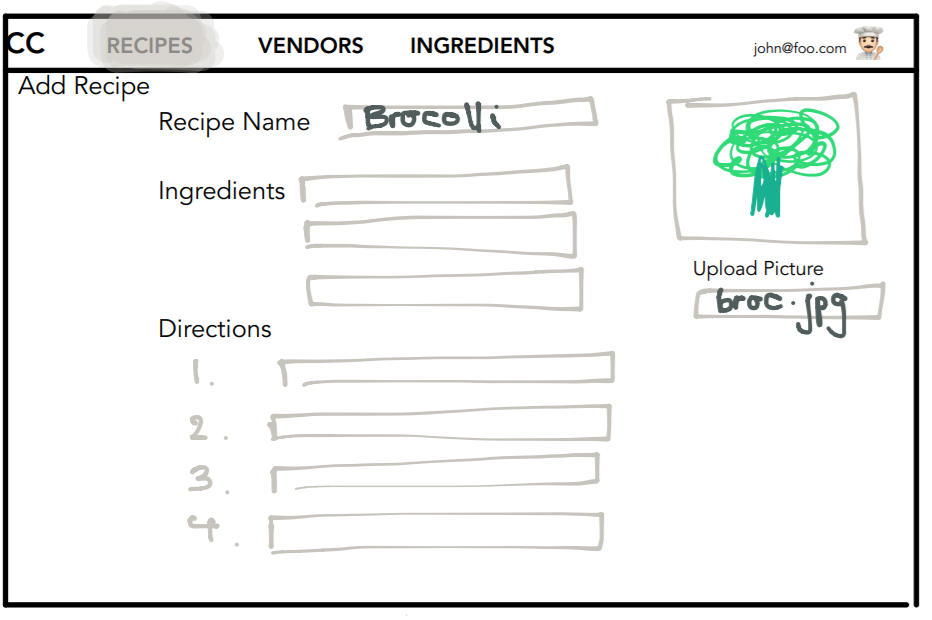 CC RECIPES VENDORS INGREDIENTS john@foo.com
Add Recipe
Recipe Name Brocolli
Ingredients
Upload Picture
broc.jpg
Directions
1.
2.
3.
4.